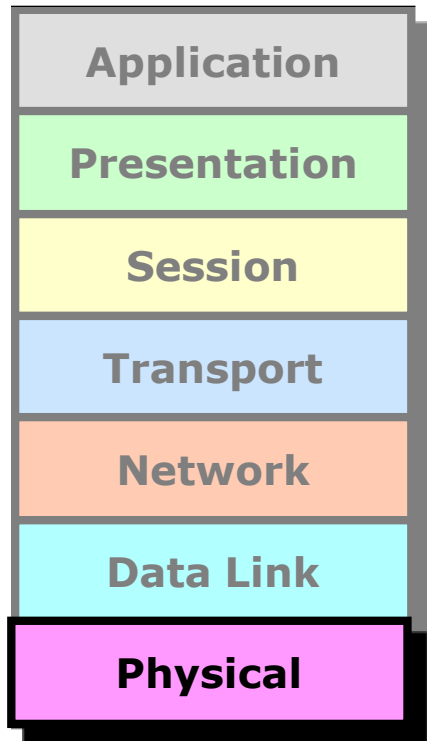 Application
Presentation
Session
Transport
Network
Data Link
Physical